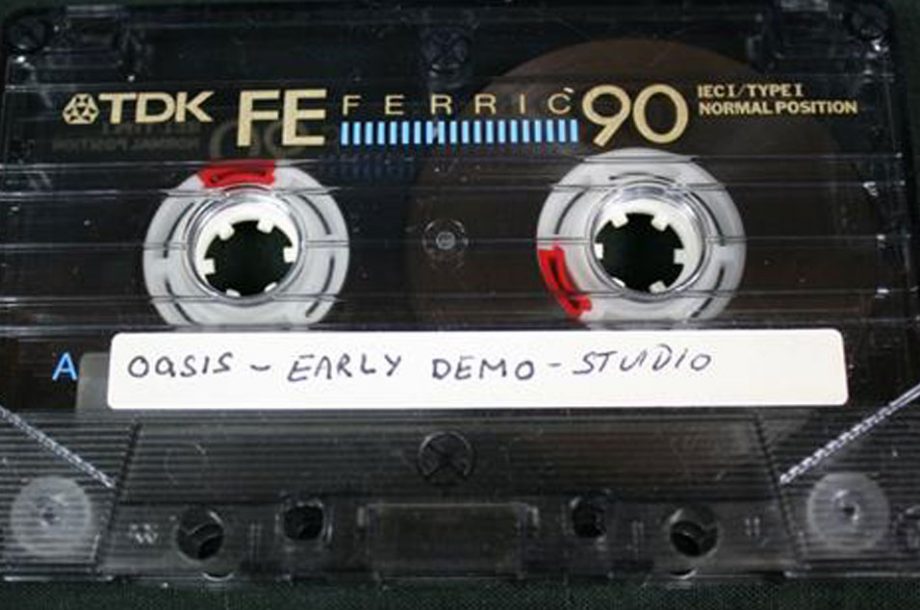 TDK FE FERRIC 90 IEC I/TYPE I
NORMAL POSITION
A OASIS - EARLY DEMO - STUDIO